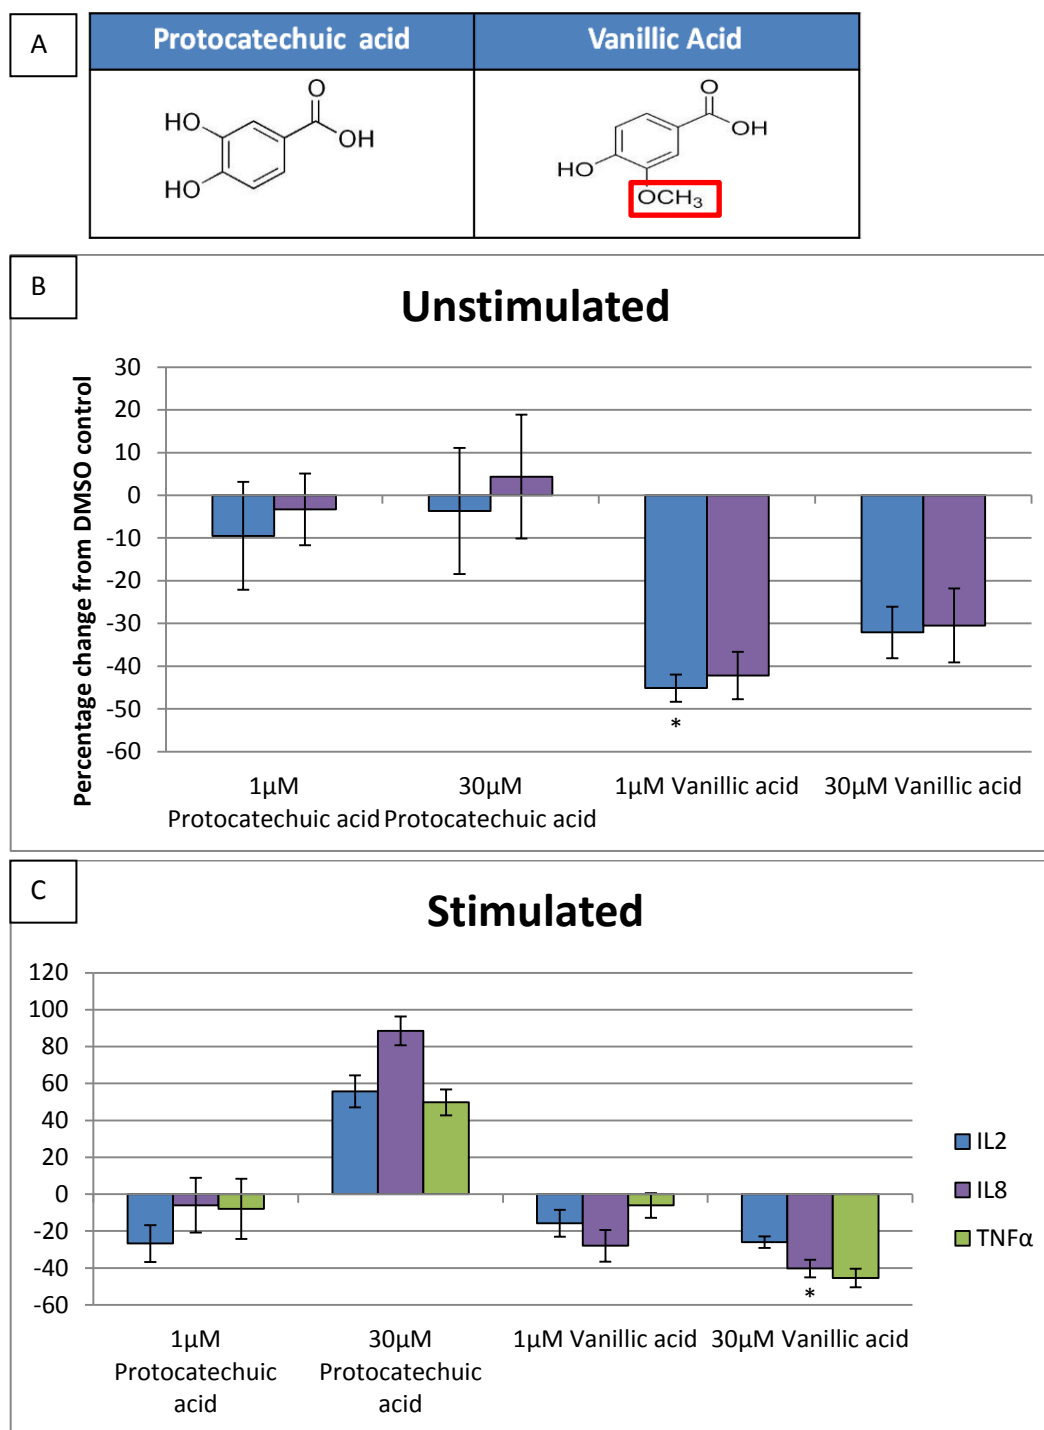 A
Protocatechuic acid
Vanillic Acid
HO
HO
O
OH
O
OH
HO
OCH₃
B
Unstimulated
Percentage change from DMSO control
30
20
10
0
-10
-20
-30
-40
-50
-60
*
1µM
Protocatechuic acid
30µM
Protocatechuic acid
1µM Vanillic acid
30µM Vanillic acid
C
Stimulated
120
100
80
60
40
20
0
-20
-40
-60
*
IL2
IL8
TNFα
1µM
Protocatechuic
acid
30µM
Protocatechuic
acid
1µM Vanillic acid
30µM Vanillic acid